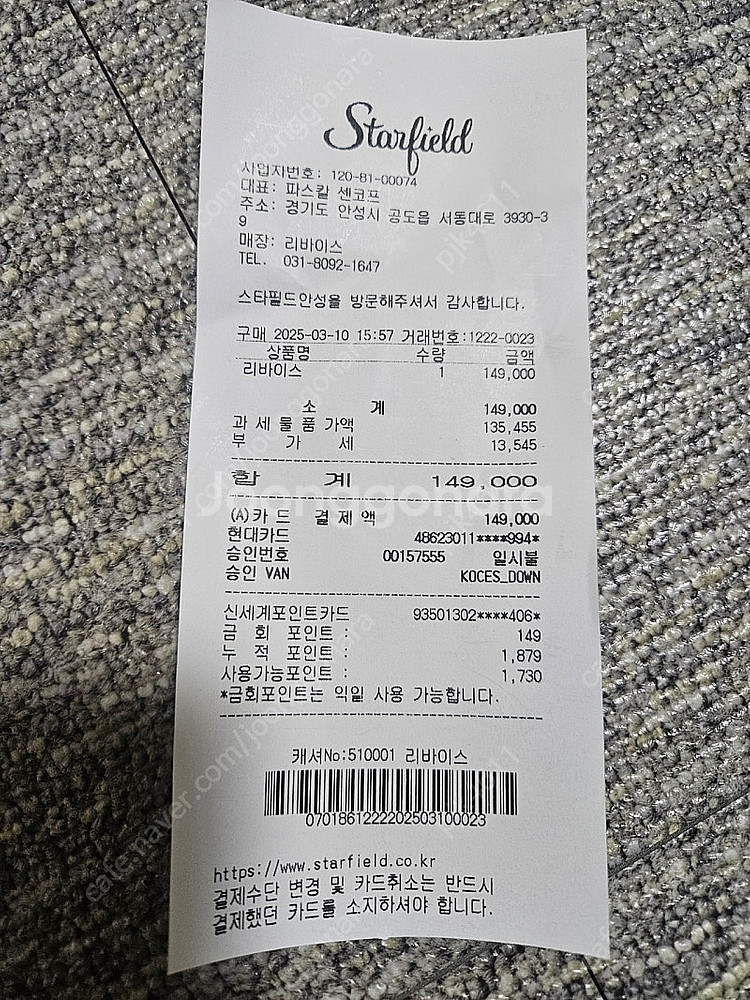 Starfield
사업자번호: 120-81-00074
대표: 파스칼 센코프
주소: 경기도 안성시 공도읍 서동대로 3930-3
9
매장: 리바이스
TEL. 031-8092-1647
스타필드안성을 방문해주셔서 감사합니다.
구매 2025-03-10 15:57 거래번호:1222-0023
상품명 수량 금액
리바이스 1 149,000
소 계 149,000
과 세 물 품 가액 135,455
부 가 세 13,545
합 계 149,000
(A)카 드 결 제 액 149,000
현대카드 48623011****994*
승인번호 00157555 일시불
승인 VAN KOCES_DOWN
신세계포인트카드 93501302****406*
금 회 포인트 : 149
누 적 포인트 : 1,879
사용가능포인트 : 1,730
*금회포인트는 익일 사용 가능합니다.
캐셔No:510001 리바이스
0701861222202503100023
https://www.starfield.co.kr
결제수단 변경 및 카드취소는 반드시
결제했던 카드를 소지하셔야 합니다.
Joonggonara